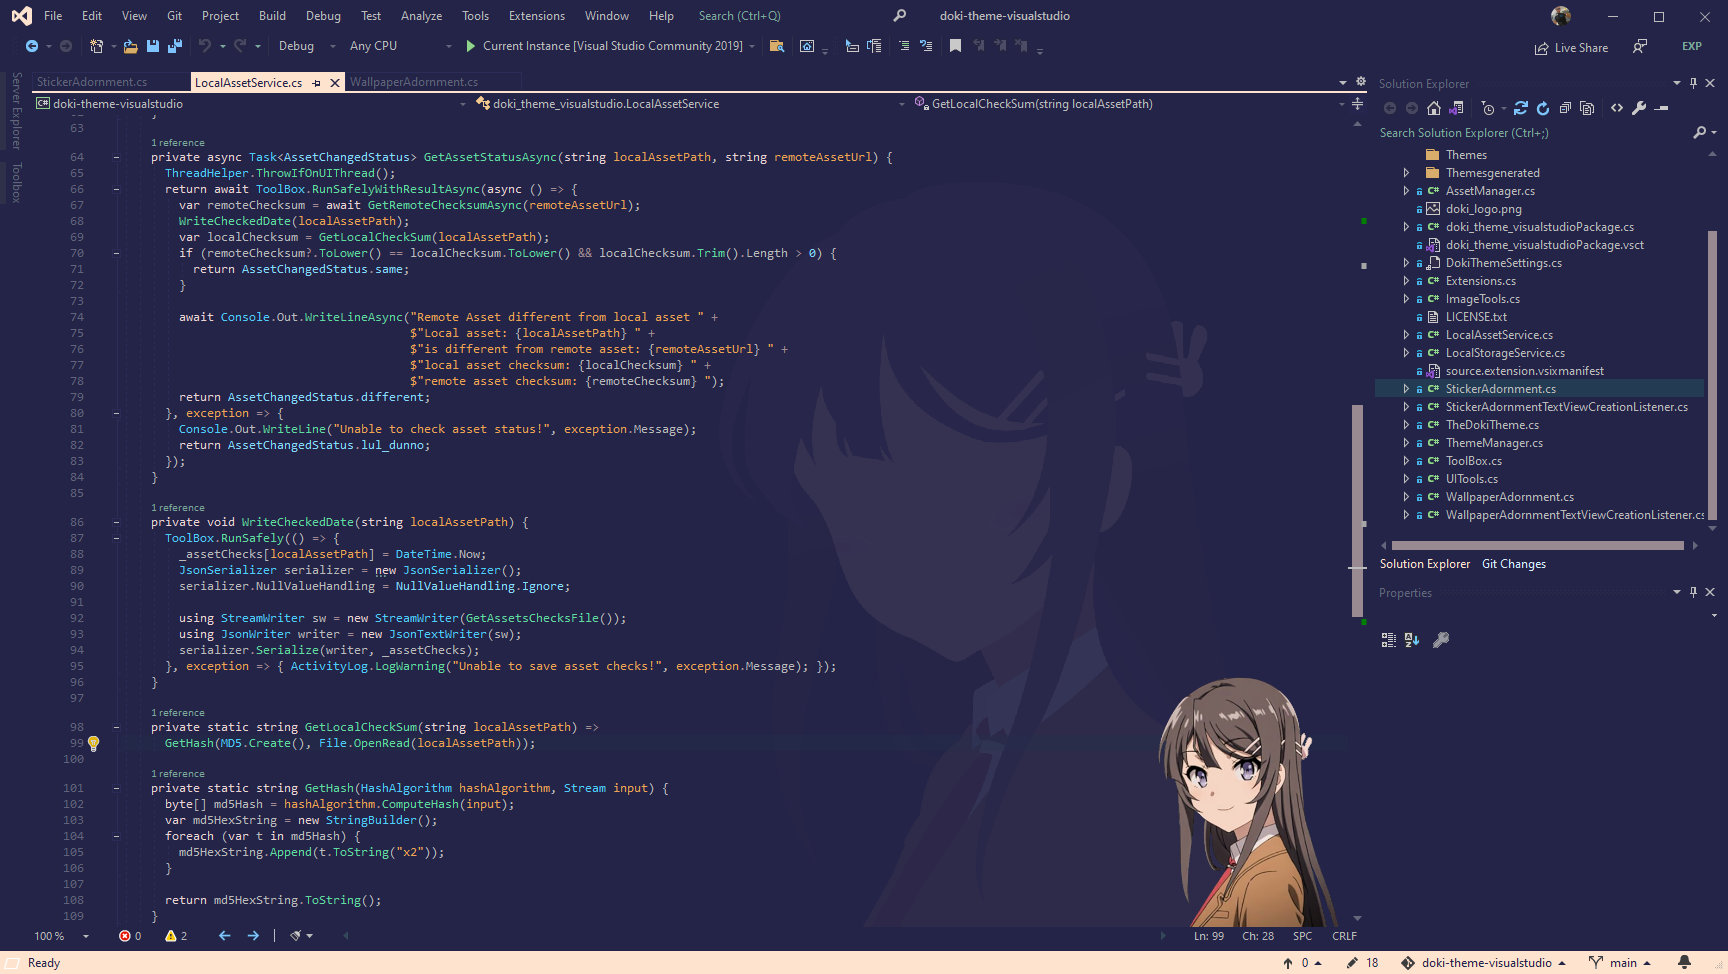 File Edit View Git Project Build Debug Test Analyze Tools Extensions Window Help Search (Ctrl+Q) doki-theme-visualstudio
Debug Any CPU Current Instance [Visual Studio Community 2019] Live Share EXP
Server Explorer
Toolbox
StickerAdornment.cs LocalAssetService.cs WallpaperAdornment.cs
doki-theme-visualstudio doki_theme_visualstudio.LocalAssetService GetLocalCheckSum(string localAssetPath)
63
1 reference
64 private async Task<AssetChangedStatus> GetAssetStatusAsync(string localAssetPath, string remoteAssetUrl) {
65 ThreadHelper.ThrowIfOnUIThread();
66 return await ToolBox.RunSafelyWithResultAsync(async () => {
67 var remoteChecksum = await GetRemoteChecksumAsync(remoteAssetUrl);
68 WriteCheckedDate(localAssetPath);
69 var localChecksum = GetLocalCheckSum(localAssetPath);
70 if (remoteChecksum?.ToLower() == localChecksum.ToLower() && localChecksum.Trim().Length > 0) {
71 return AssetChangedStatus.same;
72 }
73
74 await Console.Out.WriteLineAsync("Remote Asset different from local asset " +
75 $"Local asset: {localAssetPath} " +
76 $"is different from remote asset: {remoteAssetUrl} " +
77 $"local asset checksum: {localChecksum} " +
78 $"remote asset checksum: {remoteChecksum} ");
79 return AssetChangedStatus.different;
80 }, exception => {
81 Console.Out.WriteLine("Unable to check asset status!", exception.Message);
82 return AssetChangedStatus.lul_dunno;
83 });
84 }
85
1 reference
86 private void WriteCheckedDate(string localAssetPath) {
87 ToolBox.RunSafely(() => {
88 _assetChecks[localAssetPath] = DateTime.Now;
89 JsonSerializer serializer = new JsonSerializer();
90 serializer.NullValueHandling = NullValueHandling.Ignore;
91
92 using StreamWriter sw = new StreamWriter(GetAssetsChecksFile());
93 using JsonWriter writer = new JsonTextWriter(sw);
94 serializer.Serialize(writer, _assetChecks);
95 }, exception => { ActivityLog.LogWarning("Unable to save asset checks!", exception.Message); });
96 }
97
1 reference
98 private static string GetLocalCheckSum(string localAssetPath) =>
99 GetHash(MD5.Create(), File.OpenRead(localAssetPath));
100
1 reference
101 private static string GetHash(HashAlgorithm hashAlgorithm, Stream input) {
102 byte[] md5Hash = hashAlgorithm.ComputeHash(input);
103 var md5HexString = new StringBuilder();
104 foreach (var t in md5Hash) {
105 md5HexString.Append(t.ToString("x2"));
106 }
107
108 return md5HexString.ToString();
109 }
100 % 0 2 Ln: 99 Ch: 28 SPC CRLF
Solution Explorer
Search Solution Explorer (Ctrl+;)
Themes
Themesgenerated
C# AssetManager.cs
doki_logo.png
C# doki_theme_visualstudioPackage.cs
doki_theme_visualstudioPackage.vsct
DokiThemeSettings.cs
C# Extensions.cs
C# ImageTools.cs
LICENSE.txt
C# LocalAssetService.cs
C# LocalStorageService.cs
source.extension.vsixmanifest
C# StickerAdornment.cs
C# StickerAdornmentTextViewCreationListener.cs
C# TheDokiTheme.cs
C# ThemeManager.cs
C# ToolBox.cs
C# UITools.cs
C# WallpaperAdornment.cs
C# WallpaperAdornmentTextViewCreationListener.cs
Solution Explorer Git Changes
Properties
Ready 0 18 doki-theme-visualstudio main